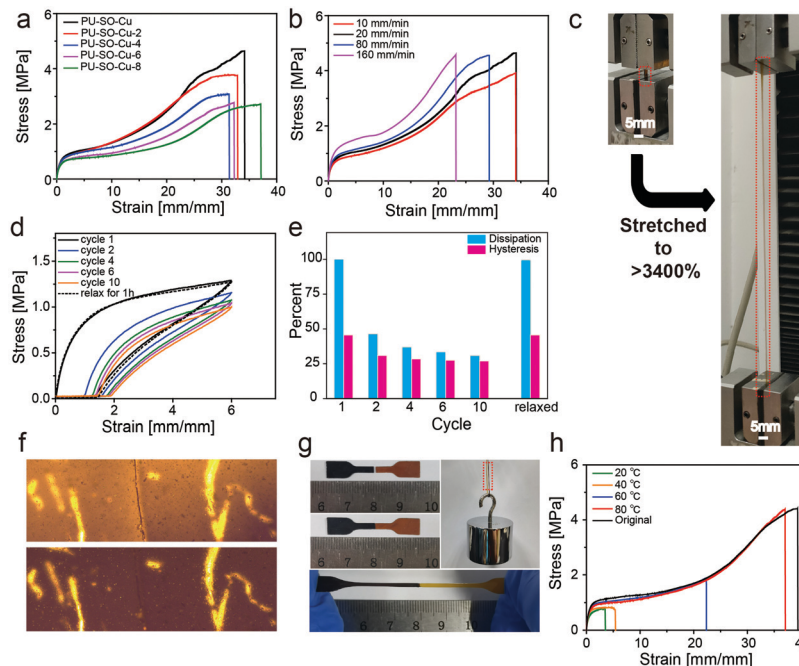 a
PU-SO-Cu
PU-SO-Cu-2
PU-SO-Cu-4
PU-SO-Cu-6
PU-SO-Cu-8
Stress [MPa]
6
4
2
0
0 10 20 30 40
Strain [mm/mm]
b
10 mm/min
20 mm/min
80 mm/min
160 mm/min
Stress [MPa]
6
4
2
0
0 10 20 30 40
Strain [mm/mm]
c
5mm
Stretched
to
>3400%
5mm
d
cycle 1
cycle 2
cycle 4
cycle 6
cycle 10
relax for 1h
Stress [MPa]
1.5
1.0
0.5
0.0
0 2 4 6
Strain [mm/mm]
e
Dissipation
Hysteresis
Percent
100
75
50
25
0
1 2 4 6 10 relaxed
Cycle
f
g
6 7 8 9 10
6 7 8 9 10
h
20 °C
40 °C
60 °C
80 °C
Original
Stress [MPa]
6
4
2
0
0 10 20 30
Strain [mm/mm]